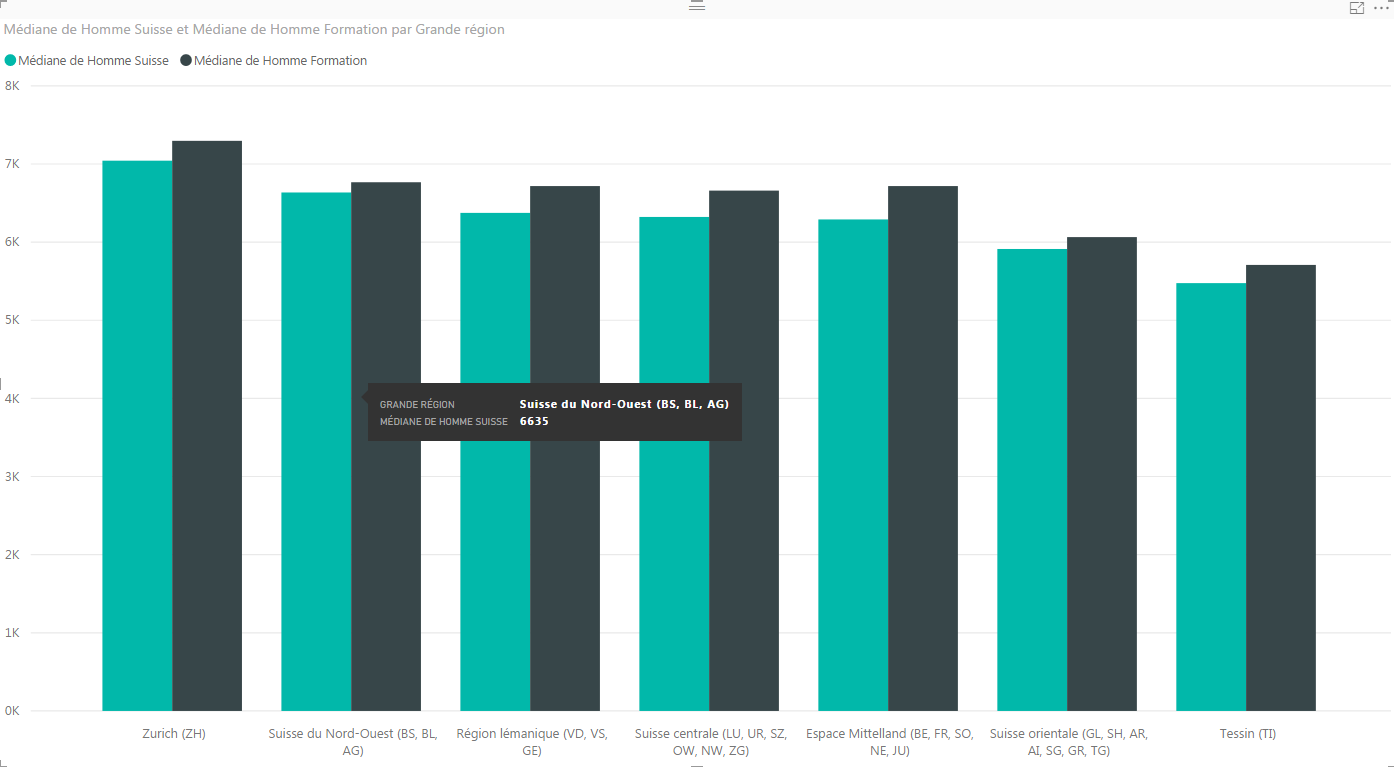 Médiane de Homme Suisse et Médiane de Homme Formation par Grande région
Médiane de Homme Suisse Médiane de Homme Formation
8K
7K
6K
5K
4K
3K
2K
1K
0K
GRANDE RÉGION Suisse du Nord-Ouest (BS, BL, AG)
MÉDIANE DE HOMME SUISSE 6635
Zurich (ZH)
Suisse du Nord-Ouest (BS, BL,
AG)
Région lémanique (VD, VS,
GE)
Suisse centrale (LU, UR, SZ,
OW, NW, ZG)
Espace Mittelland (BE, FR, SO,
NE, JU)
Suisse orientale (GL, SH, AR,
AI, SG, GR, TG)
Tessin (TI)